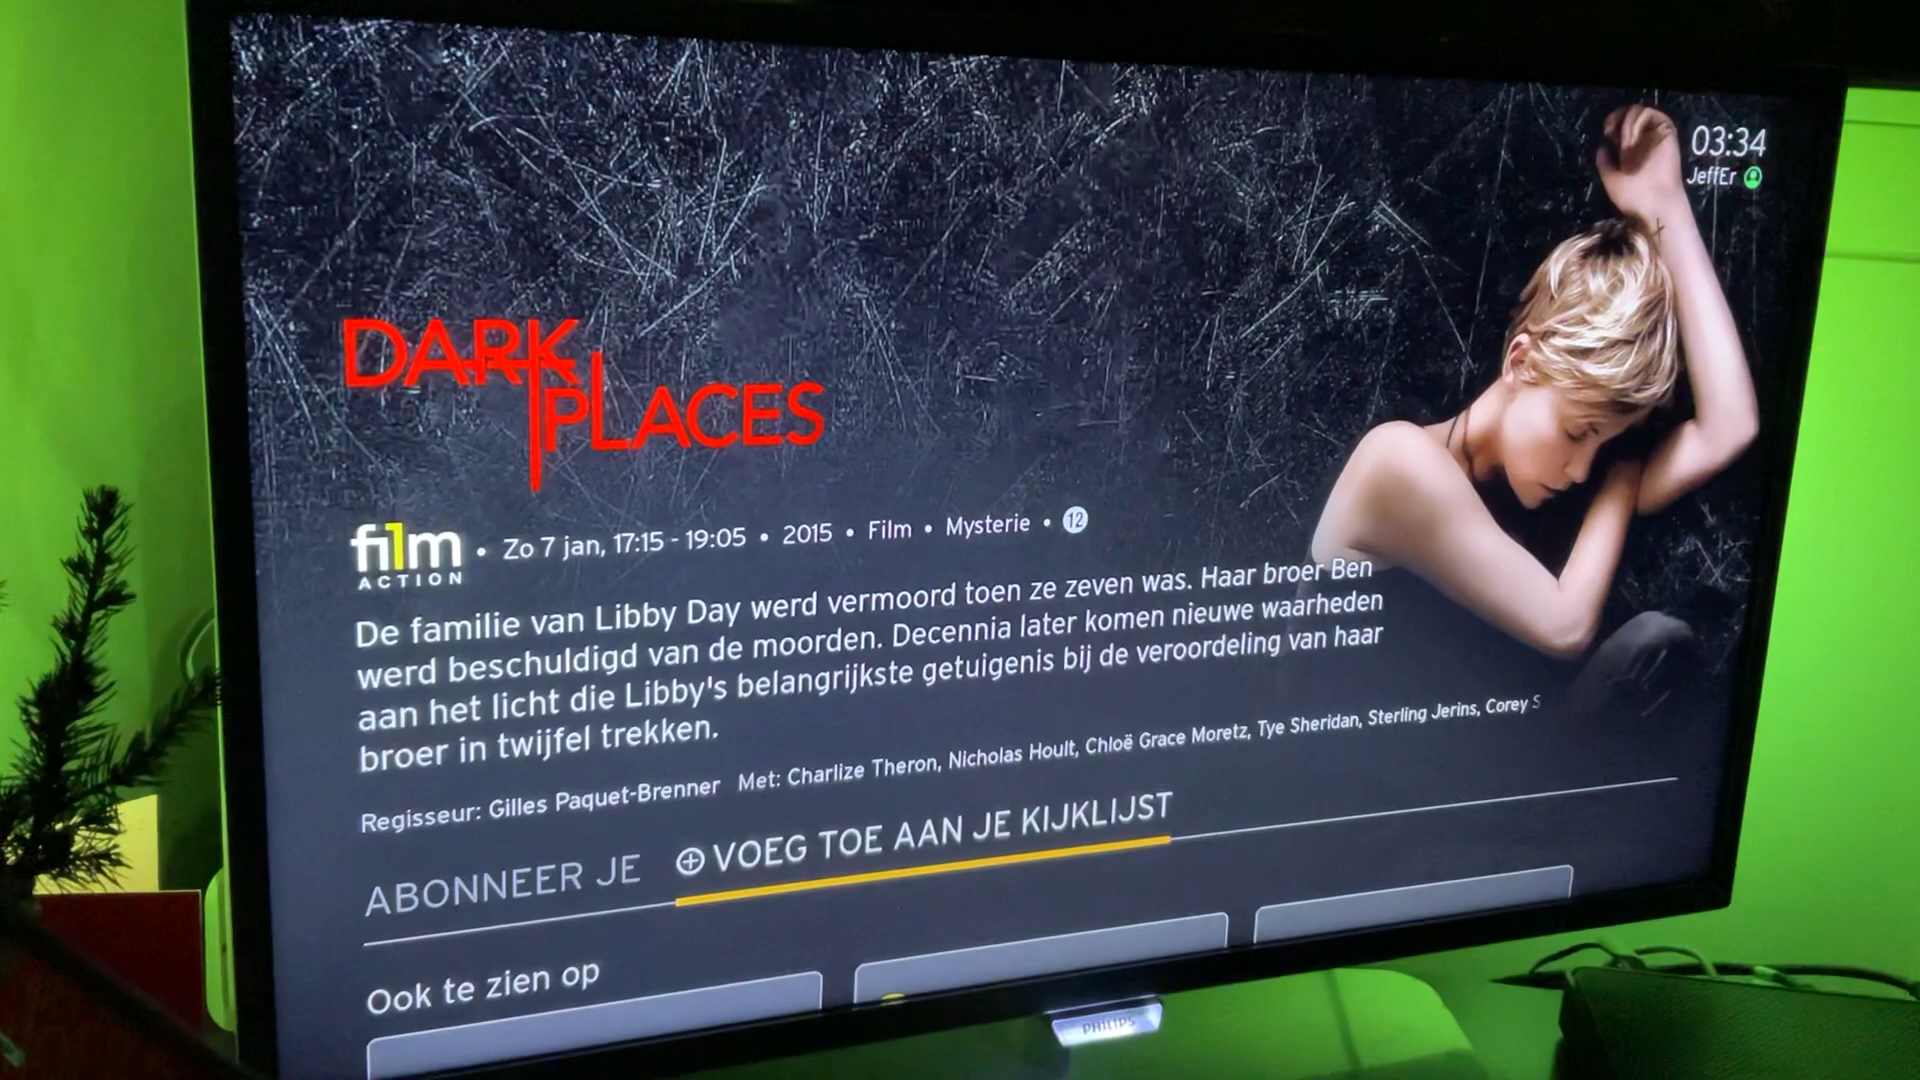 03:34
JeffEr
DARK
PLACES
film
ACTION
• Zo 7 jan, 17:15 - 19:05 • 2015 • Film • Mysterie • 12
De familie van Libby Day werd vermoord toen ze zeven was. Haar broer Ben
werd beschuldigd van de moorden. Decennia later komen nieuwe waarheden
aan het licht die Libby's belangrijkste getuigenis bij de veroordeling van haar
broer in twijfel trekken.
Regisseur: Gilles Paquet-Brenner Met: Charlize Theron, Nicholas Hoult, Chloë Grace Moretz, Tye Sheridan, Sterling Jerins, Corey S
ABONNEER JE
VOEG TOE AAN JE KIJKLIJST
Ook te zien op
PHILIPS